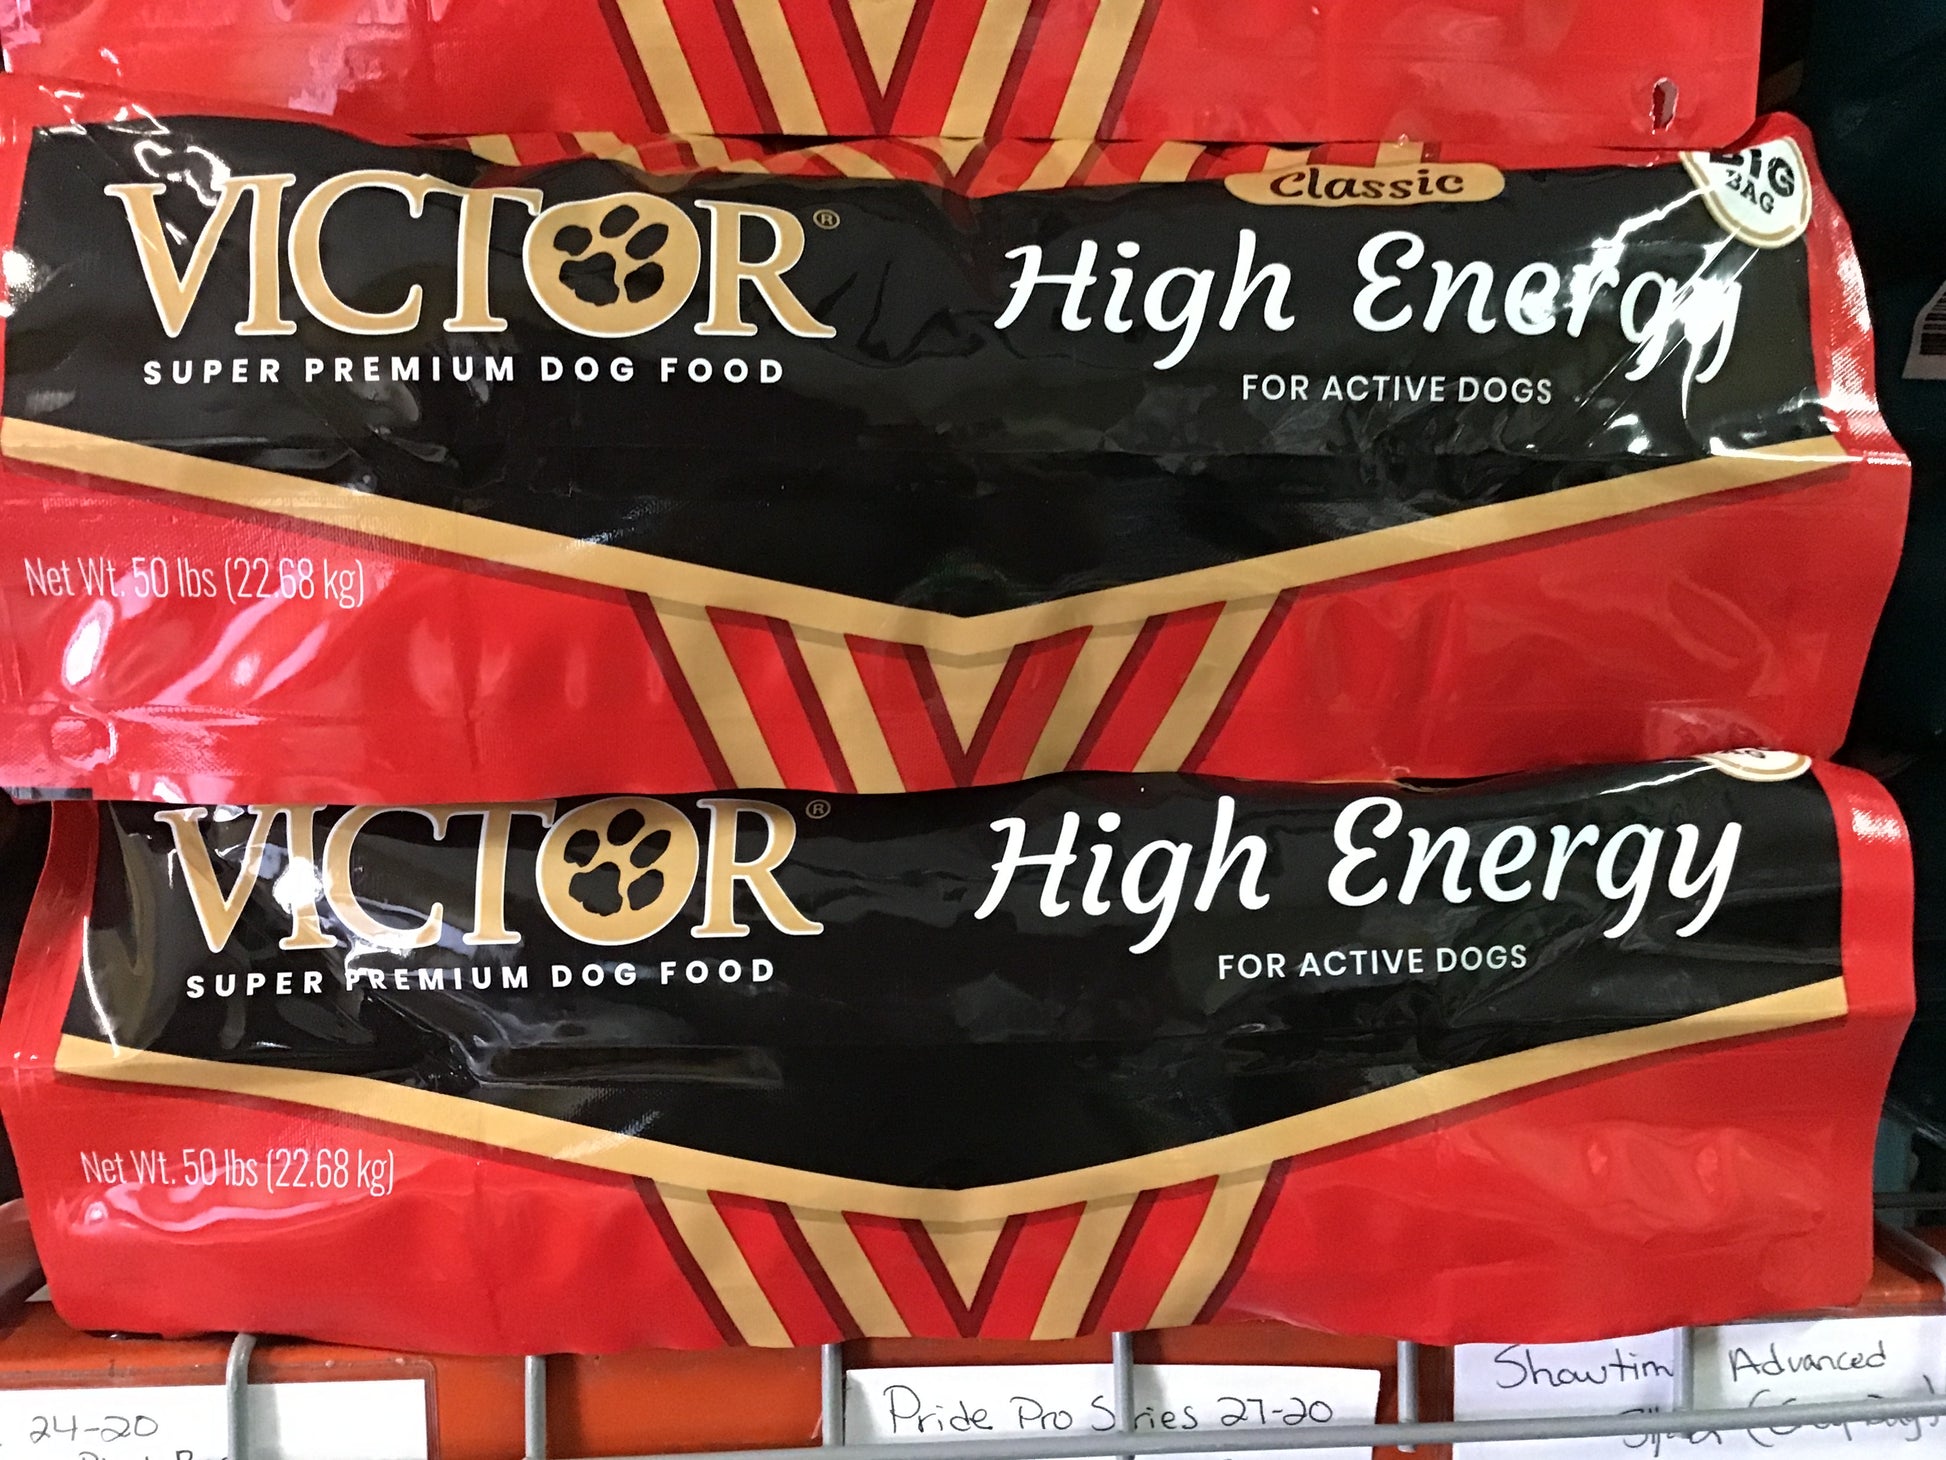 Classic
BIG
BAG
VICTOR®
High Energy
SUPER PREMIUM DOG FOOD
FOR ACTIVE DOGS
Net Wt. 50 lbs (22.68 kg)
VICTOR®
High Energy
SUPER PREMIUM DOG FOOD
FOR ACTIVE DOGS
Net Wt. 50 lbs (22.68 kg)
24-20
Pride Pro Series 27-20
Showtim Advanced